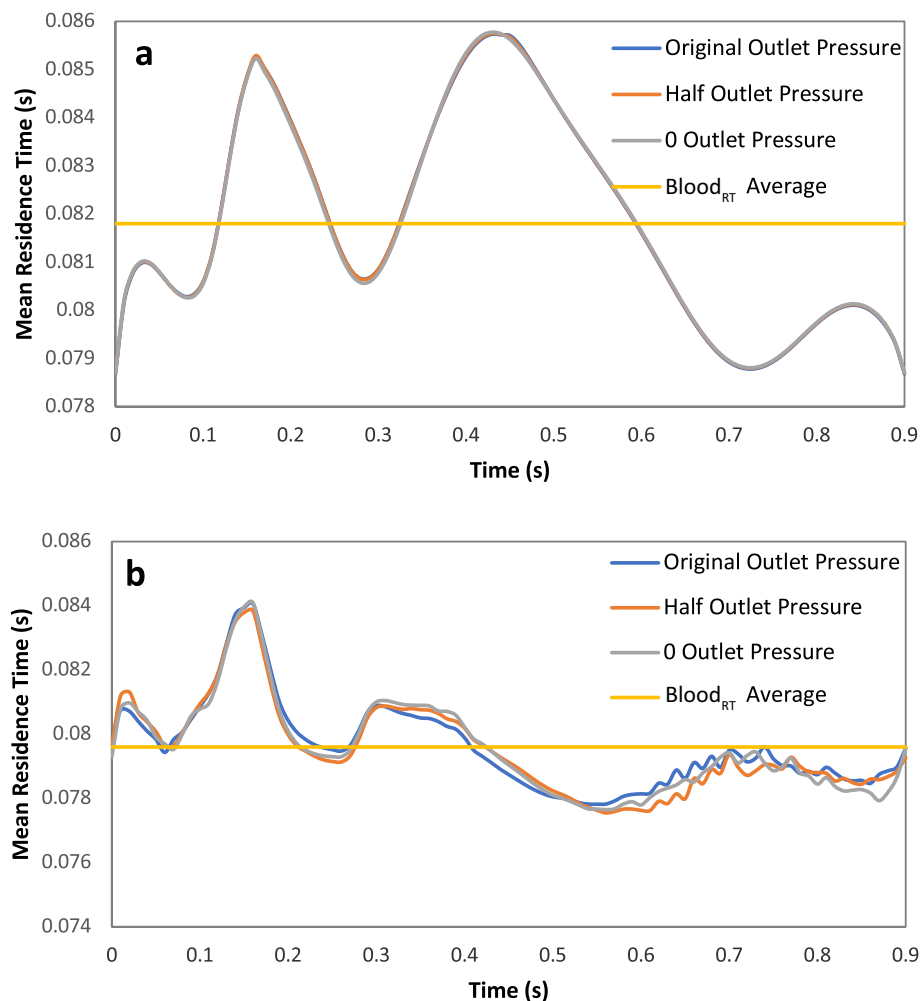 a
Mean Residence Time (s)
0.086
0.085
0.084
0.083
0.082
0.081
0.08
0.079
0.078
Original Outlet Pressure
Half Outlet Pressure
0 Outlet Pressure
Blood_RT Average
0 0.1 0.2 0.3 0.4 0.5 0.6 0.7 0.8 0.9
Time (s)
b
Mean Residence Time (s)
0.086
0.084
0.082
0.08
0.078
0.076
0.074
Original Outlet Pressure
Half Outlet Pressure
0 Outlet Pressure
Blood_RT Average
0 0.1 0.2 0.3 0.4 0.5 0.6 0.7 0.8 0.9
Time (s)